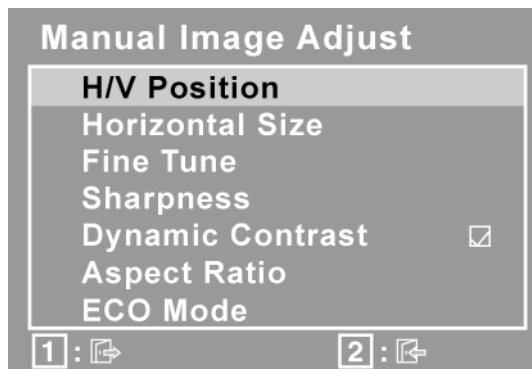 Manual Image Adjust
H/V Position
Horizontal Size
Fine Tune
Sharpness
Dynamic Contrast
Aspect Ratio
ECO Mode
1 : 2 :